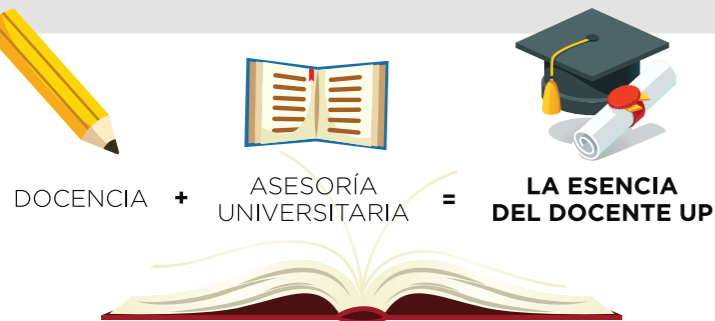 DOCENCIA + ASESORÍA UNIVERSITARIA = LA ESENCIA DEL DOCENTE UP